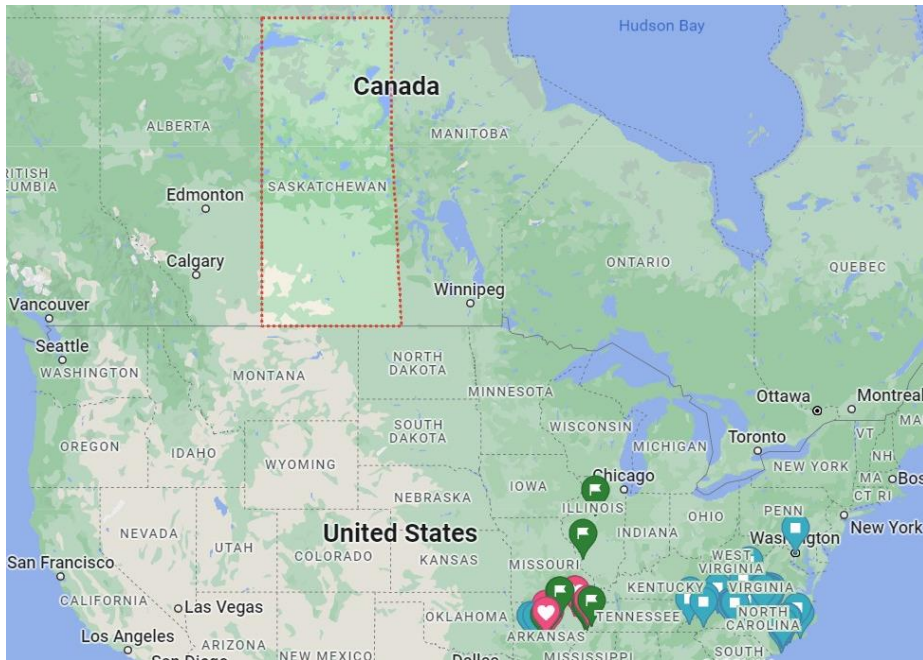 Hudson Bay
Canada
ALBERTA
MANITOBA
RITISH
LUMBIA
Edmonton
SASKATCHEWAN
Calgary
ONTARIO
QUEBEC
Winnipeg
Vancouver
Seattle
WASHINGTON
NORTH
DAKOTA
MONTANA
MINNESOTA
Ottawa
Montreal
OREGON
IDAHO
SOUTH
DAKOTA
WISCONSIN
MICHIGAN
Toronto
VT
MA
NH
WYOMING
NEW YORK
MA
CT RI
Bos
IOWA
Chicago
NEBRASKA
ILLINOIS
INDIANA
OHIO
PENN
New York
NEVADA
UTAH
United States
COLORADO
KANSAS
MISSOURI
WEST
VIRGINIA
Washington
San Francisco
KENTUCKY
VIRGINIA
CALIFORNIA
Las Vegas
OKLAHOMA
TENNESSEE
NORTH
CAROLINA
Los Angeles
ARIZONA
NEW MEXICO
ARKANSAS
MISSISSIPPI
SOUTH
San Diego
Dallas